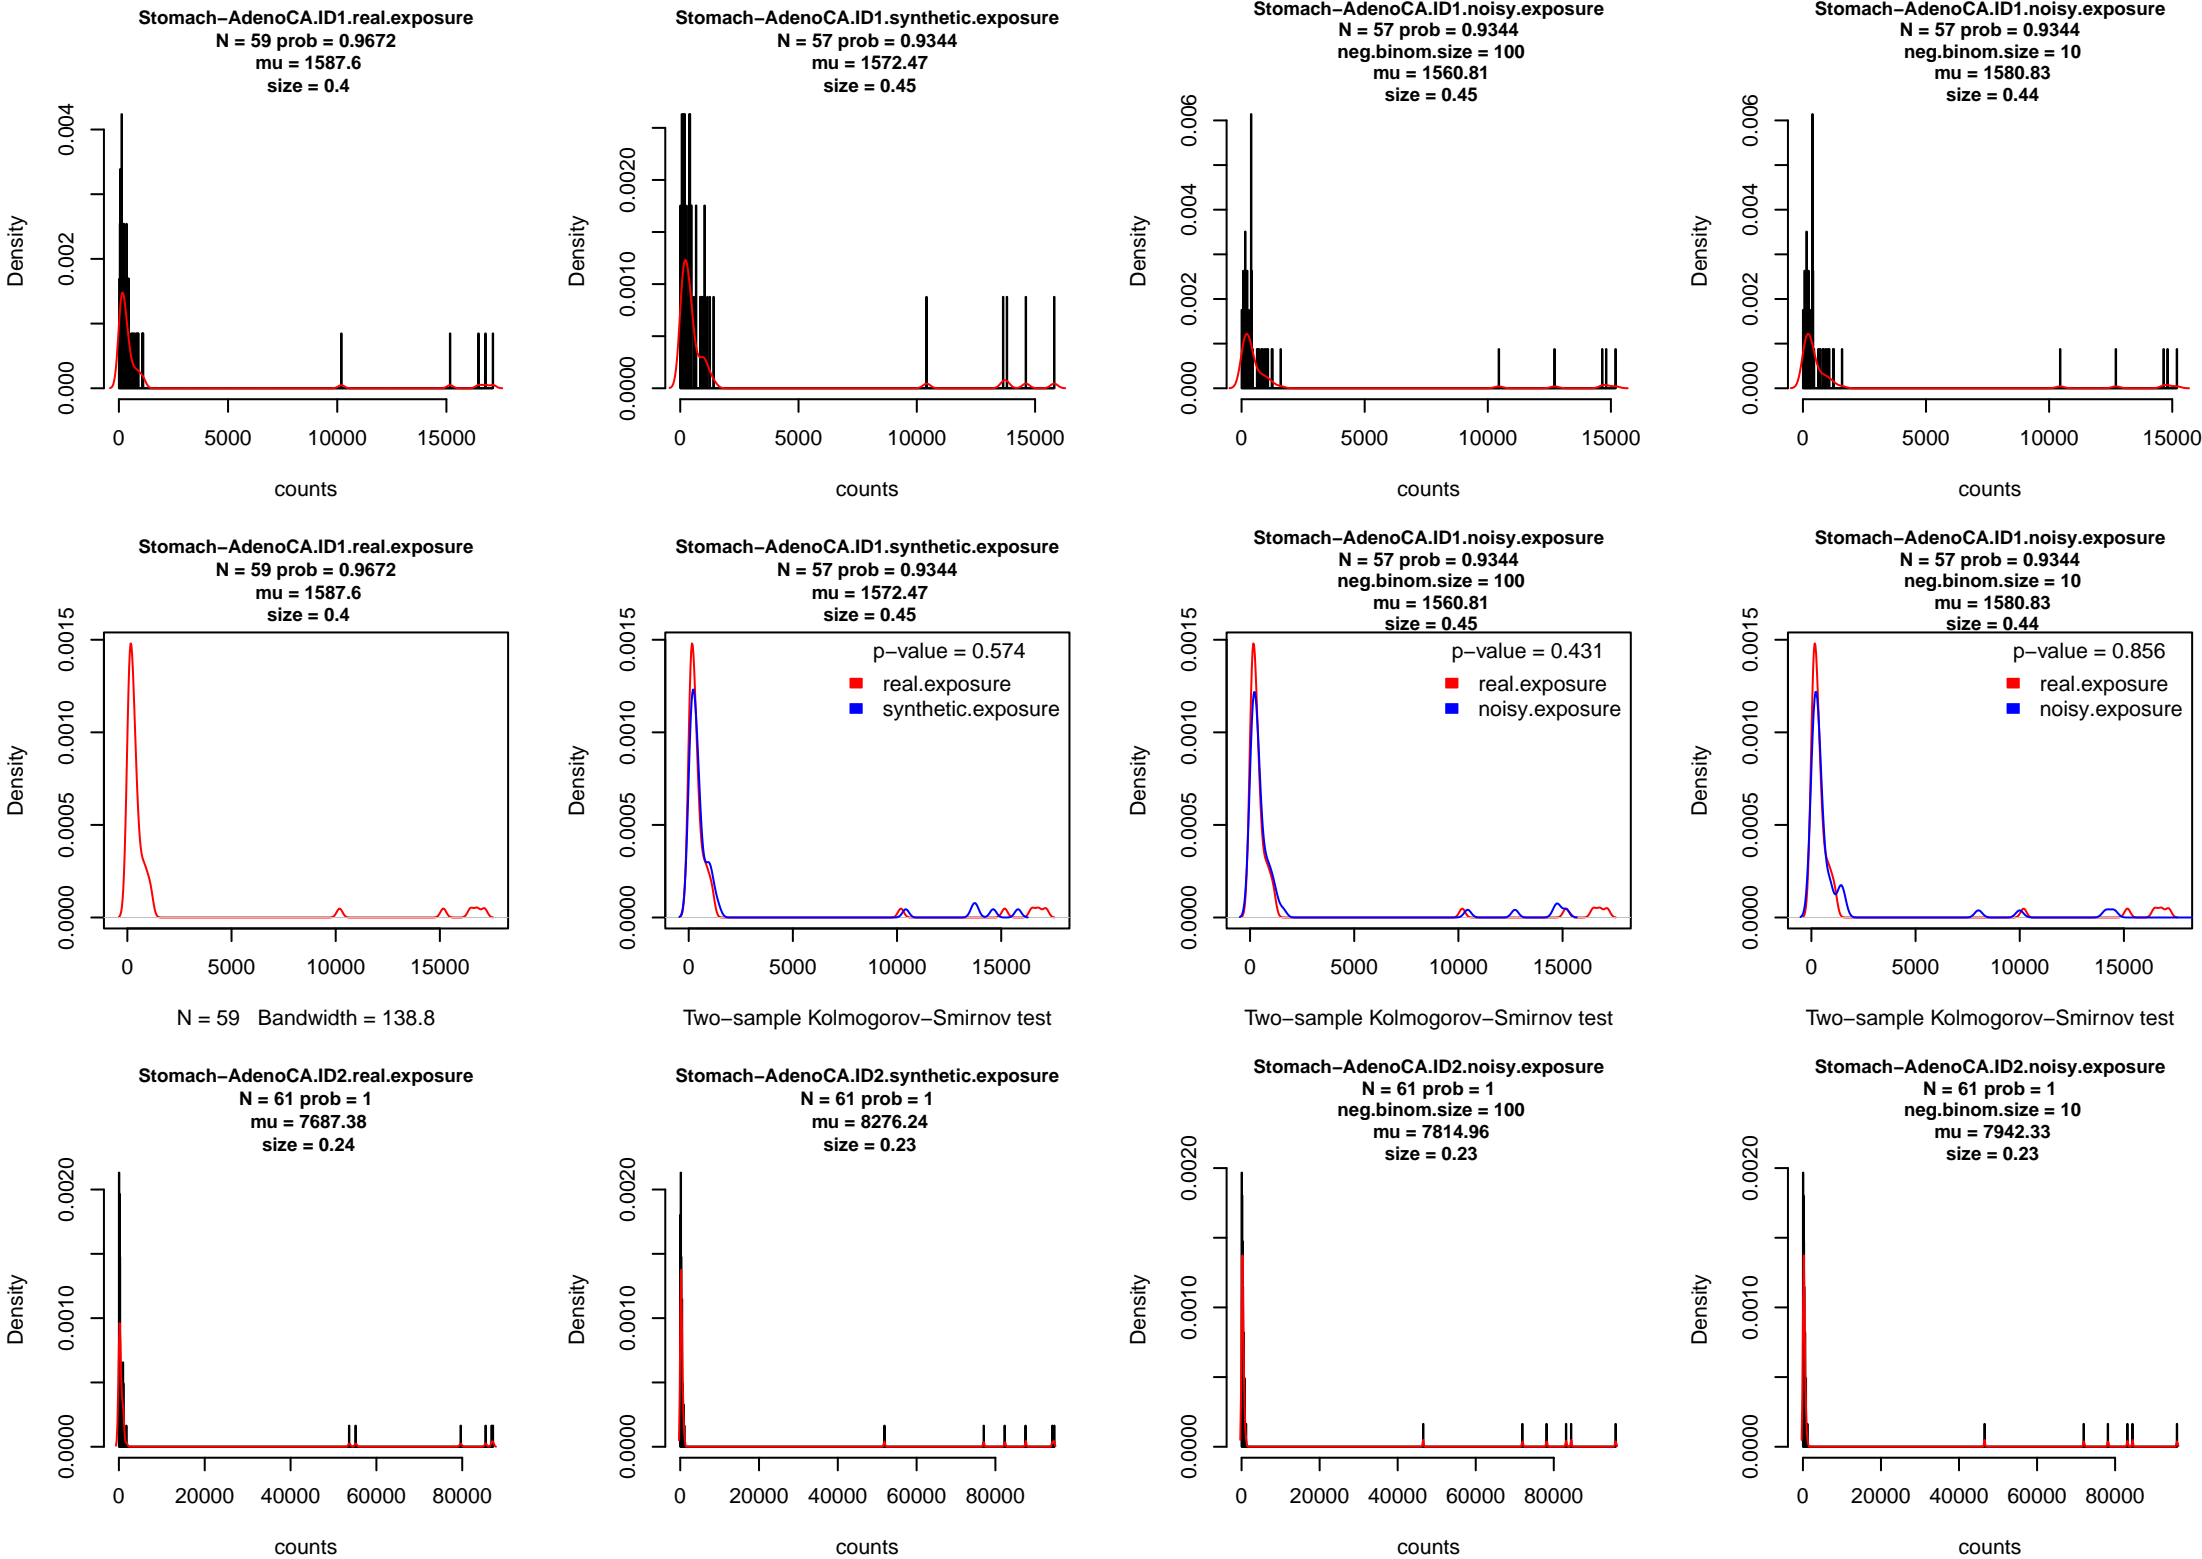 Stomach−AdenoCA.ID1.real.exposure
N = 59 prob = 0.9672
mu = 1587.6
size = 0.4
Density
0.000
0.002
0.004
0
5000
10000
15000
counts
Stomach−AdenoCA.ID1.synthetic.exposure
N = 57 prob = 0.9344
mu = 1572.47
size = 0.45
Density
0.0000
0.0010
0.0020
0
5000
10000
15000
counts
Stomach−AdenoCA.ID1.noisy.exposure
N = 57 prob = 0.9344
neg.binom.size = 100
mu = 1560.81
size = 0.45
Density
0.000
0.002
0.004
0.006
0
5000
10000
15000
counts
Stomach−AdenoCA.ID1.noisy.exposure
N = 57 prob = 0.9344
neg.binom.size = 10
mu = 1580.83
size = 0.44
Density
0.000
0.002
0.004
0.006
0
5000
10000
15000
counts
Stomach−AdenoCA.ID1.real.exposure
N = 59 prob = 0.9672
mu = 1587.6
size = 0.4
Density
0.0000
0.0005
0.0010
0.0015
0
5000
10000
15000
N = 59 Bandwidth = 138.8
Stomach−AdenoCA.ID1.synthetic.exposure
N = 57 prob = 0.9344
mu = 1572.47
size = 0.45
p−value = 0.574
real.exposure
synthetic.exposure
Density
0.0000
0.0005
0.0010
0.0015
0
5000
10000
15000
Two−sample Kolmogorov−Smirnov test
Stomach−AdenoCA.ID1.noisy.exposure
N = 57 prob = 0.9344
neg.binom.size = 100
mu = 1560.81
size = 0.45
p−value = 0.431
real.exposure
noisy.exposure
Density
0.0000
0.0005
0.0010
0.0015
0
5000
10000
15000
Two−sample Kolmogorov−Smirnov test
Stomach−AdenoCA.ID1.noisy.exposure
N = 57 prob = 0.9344
neg.binom.size = 10
mu = 1580.83
size = 0.44
p−value = 0.856
real.exposure
noisy.exposure
Density
0.0000
0.0005
0.0010
0.0015
0
5000
10000
15000
Two−sample Kolmogorov−Smirnov test
Stomach−AdenoCA.ID2.real.exposure
N = 61 prob = 1
mu = 7687.38
size = 0.24
Density
0.0000
0.0010
0.0020
0
20000
40000
60000
80000
counts
Stomach−AdenoCA.ID2.synthetic.exposure
N = 61 prob = 1
mu = 8276.24
size = 0.23
Density
0.0000
0.0010
0.0020
0
20000
40000
60000
80000
counts
Stomach−AdenoCA.ID2.noisy.exposure
N = 61 prob = 1
neg.binom.size = 100
mu = 7814.96
size = 0.23
Density
0.0000
0.0010
0.0020
0
20000
40000
60000
80000
counts
Stomach−AdenoCA.ID2.noisy.exposure
N = 61 prob = 1
neg.binom.size = 10
mu = 7942.33
size = 0.23
Density
0.0000
0.0010
0.0020
0
20000
40000
60000
80000
counts